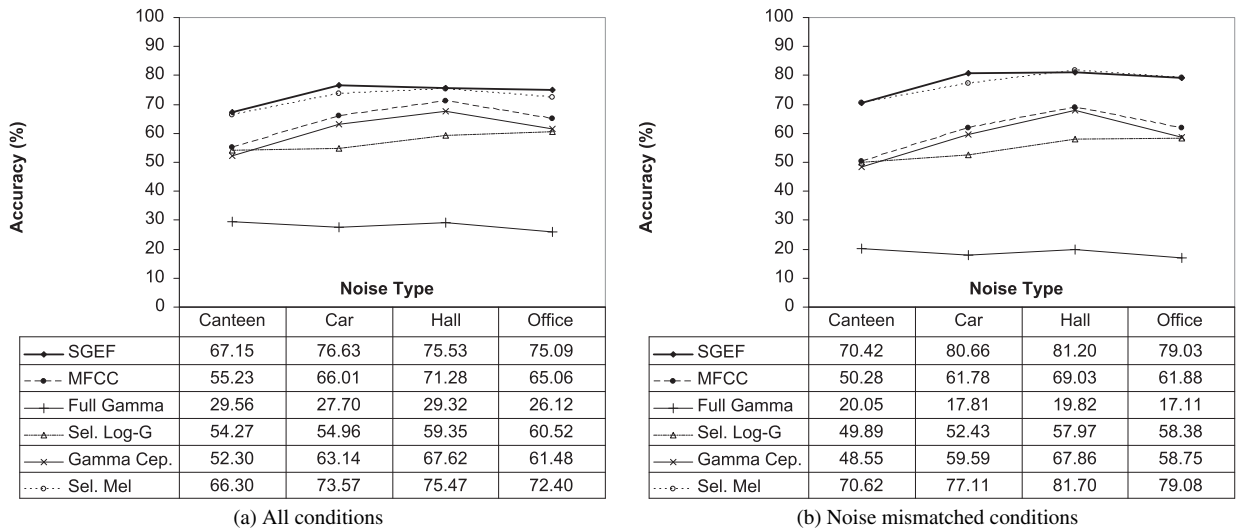 100
90
80
70
60
50
40
30
20
10
0
Accuracy (%)
Noise Type
Canteen Car Hall Office
SGEF 67.15 76.63 75.53 75.09
MFCC 55.23 66.01 71.28 65.06
Full Gamma 29.56 27.70 29.32 26.12
Sel. Log-G 54.27 54.96 59.35 60.52
Gamma Cep. 52.30 63.14 67.62 61.48
Sel. Mel 66.30 73.57 75.47 72.40
(a) All conditions
100
90
80
70
60
50
40
30
20
10
0
Accuracy (%)
Noise Type
Canteen Car Hall Office
SGEF 70.42 80.66 81.20 79.03
MFCC 50.28 61.78 69.03 61.88
Full Gamma 20.05 17.81 19.82 17.11
Sel. Log-G 49.89 52.43 57.97 58.38
Gamma Cep. 48.55 59.59 67.86 58.75
Sel. Mel 70.62 77.11 81.70 79.08
(b) Noise mismatched conditions